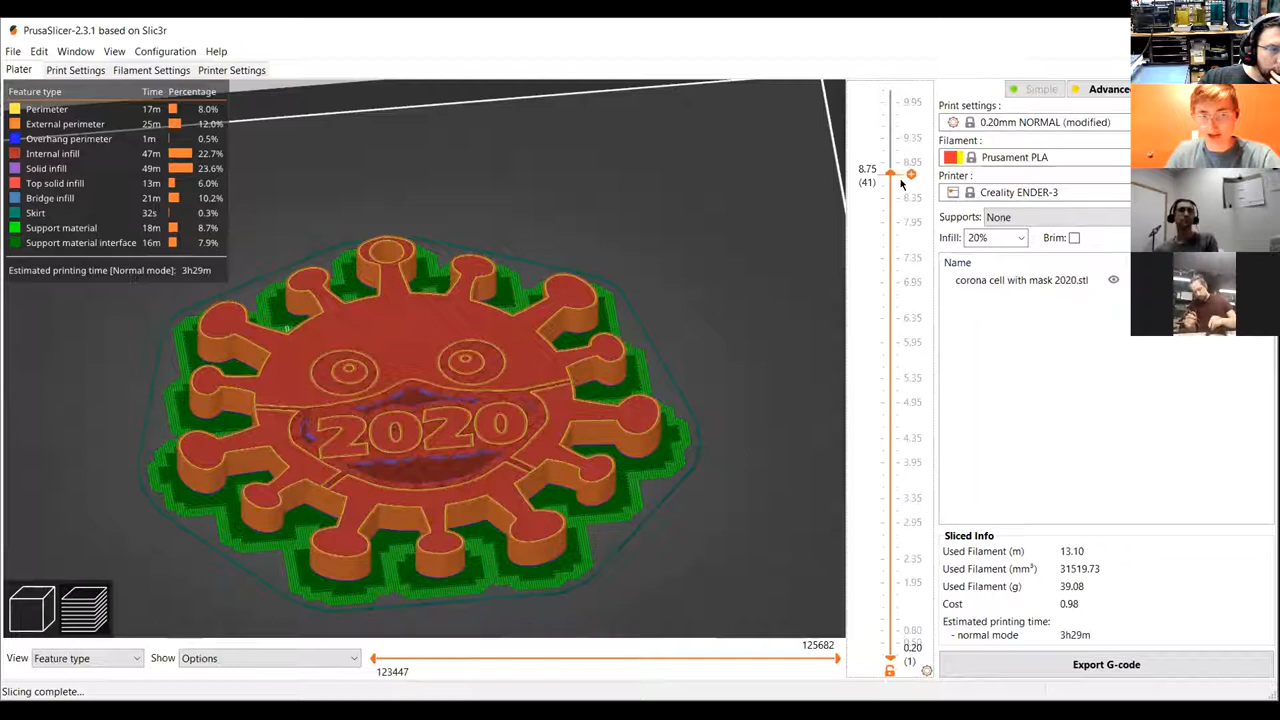 PrusaSlicer-2.3.1 based on Slic3r
File Edit Window View Configuration Help
Plater Print Settings Filament Settings Printer Settings
Feature type Time Percentage
Perimeter 17m 8.0%
External perimeter 25m 12.0%
Overhang perimeter 1m 0.5%
Internal infill 47m 22.7%
Solid infill 49m 23.6%
Top solid infill 13m 6.0%
Bridge infill 21m 10.2%
Skirt 32s 0.3%
Support material 18m 8.7%
Support material interface 16m 7.9%
Estimated printing time [Normal mode]: 3h29m
2020
8.75
(41)
9.95
9.35
8.95
8.35
7.95
7.35
6.95
6.35
5.95
5.35
4.95
4.35
3.95
3.35
2.95
2.35
1.95
0.80
0.50
0.20
(1)
Simple Advanced
Print settings :
0.20mm NORMAL (modified)
Filament :
Prusament PLA
Printer :
Creality ENDER-3
Supports: None
Infill: 20% Brim:
Name
corona cell with mask 2020.stl
Sliced Info
Used Filament (m) 13.10
Used Filament (mm³) 31519.73
Used Filament (g) 39.08
Cost 0.98
Estimated printing time:
- normal mode 3h29m
Export G-code
View Feature type Show Options
125682
123447
Slicing complete...